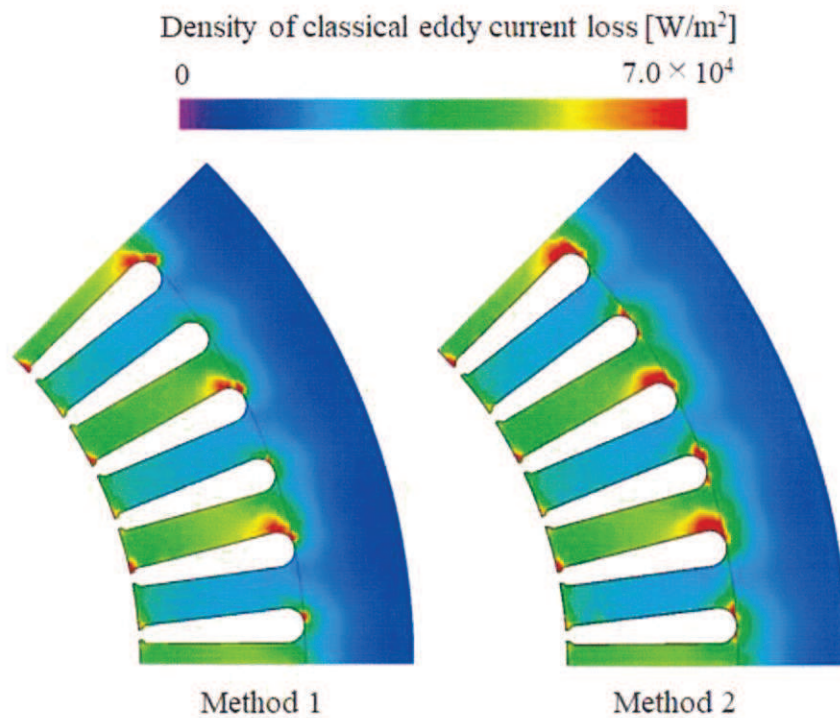 Density of classical eddy current loss [W/m²]
0 7.0 × 10⁴
Method 1 Method 2